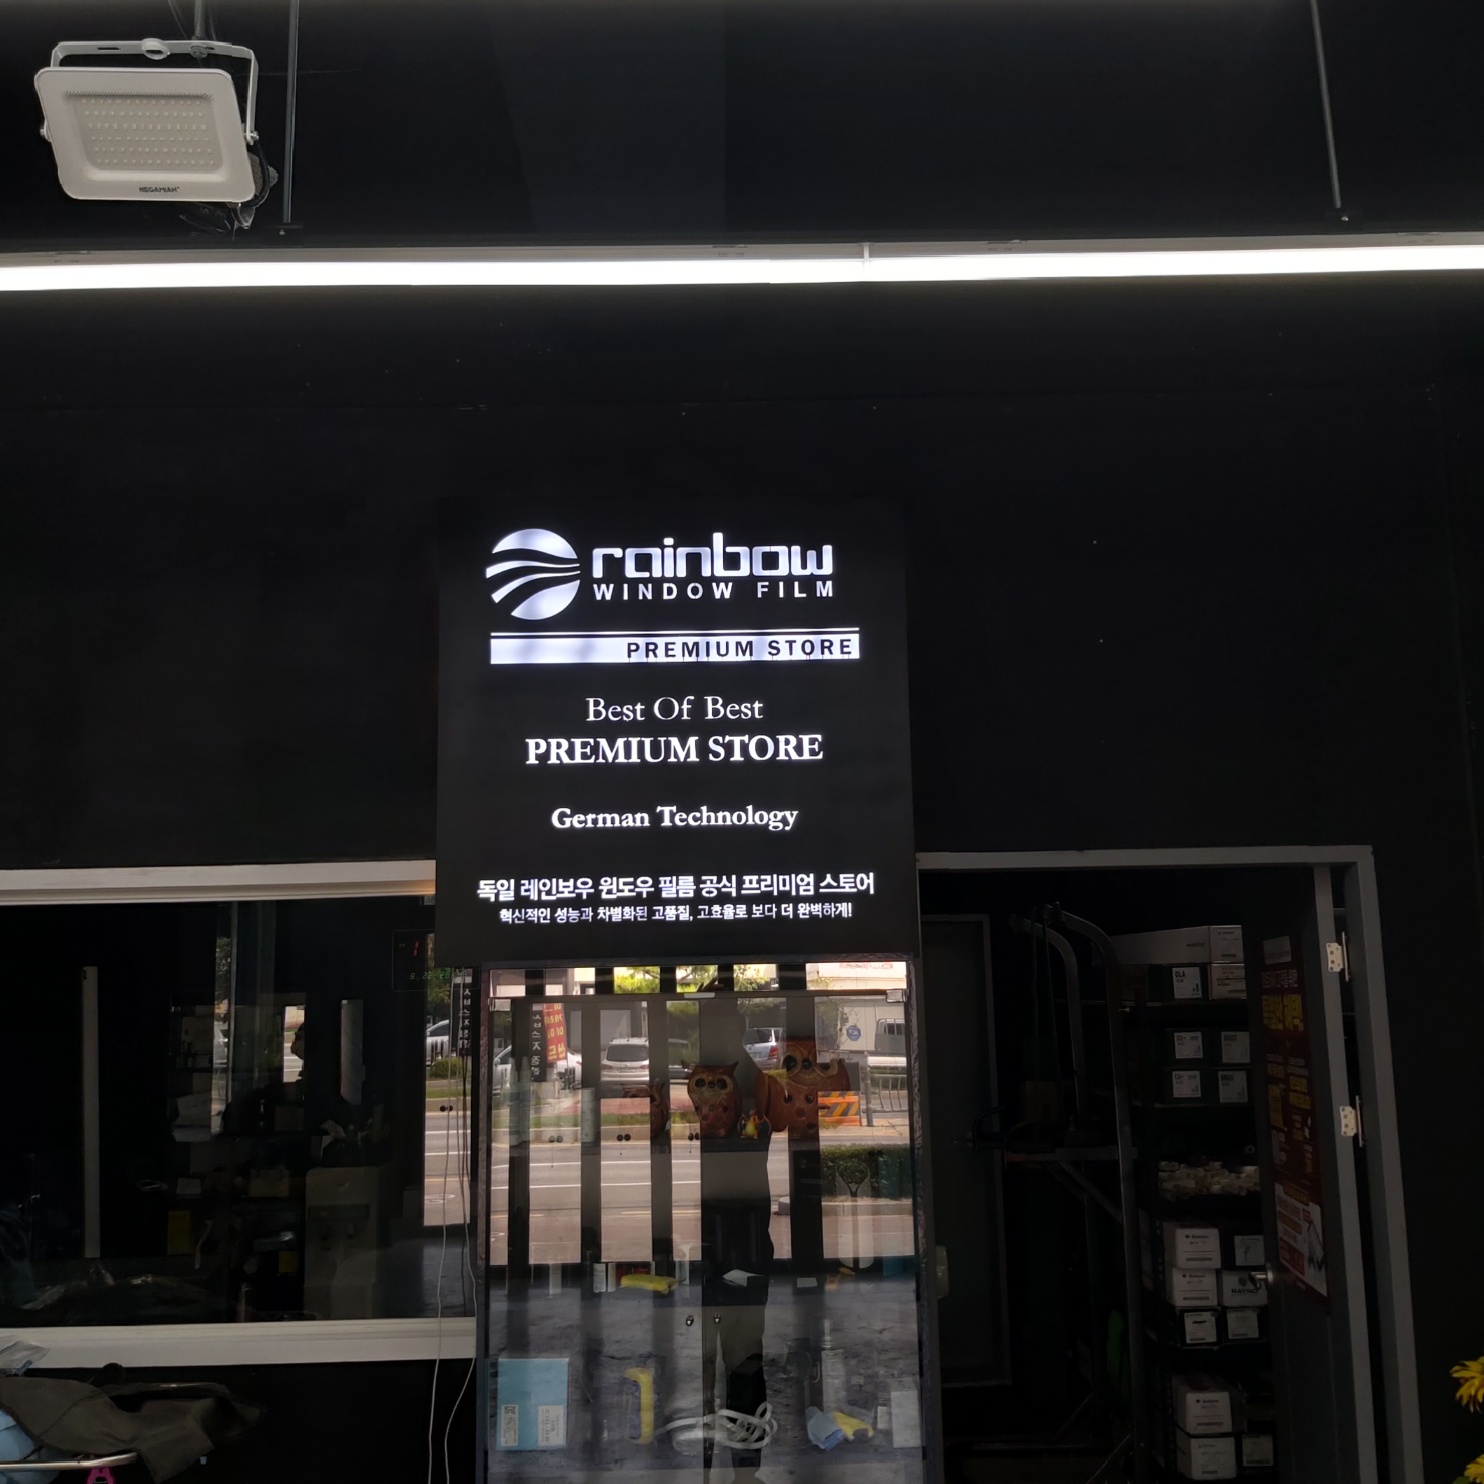 MEGAMAN
rainbow
WINDOW FILM
PREMIUM STORE
Best Of Best
PREMIUM STORE
German Technology
독일 레인보우 윈도우 필름 공식 프리미엄 스토어
혁신적인 성능과 차별화된 고품질, 고효율로 보다 더 완벽하게!